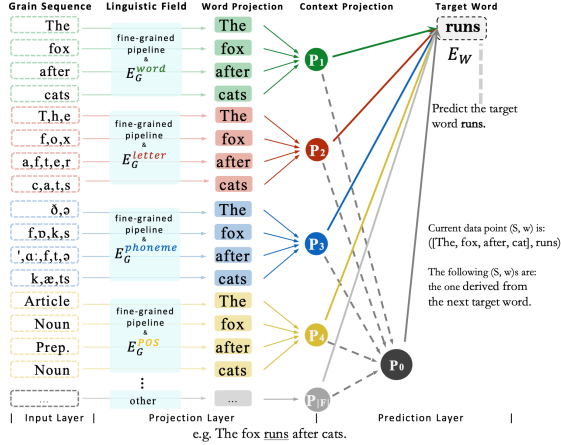 Grain Sequence Linguistic Field Word Projection Context Projection Target Word
The
fox
after
cats
fine-grained
pipeline
&
E_G^word
The
fox
after
cats
T,h,e
f,o,x
a,f,t,e,r
c,a,t,s
fine-grained
pipeline
&
E_G^letter
The
fox
after
cats
ð,ə
f,ɒ,k,s
',ɑː,f,t,ə
k,æ,ts
fine-grained
pipeline
&
E_G^phoneme
The
fox
after
cats
Article
Noun
Prep.
Noun
fine-grained
pipeline
&
E_G^POS
The
fox
after
cats
...
other
...
P1
P2
P3
P4
P|F|
P0
runs
E_W
Predict the target
word runs.
Current data point (S, w) is:
([The, fox, after, cat], runs)
The following (S, w)s are:
the one derived from
the next target word.
| Input Layer | Projection Layer | Prediction Layer |
e.g. The fox runs after cats.